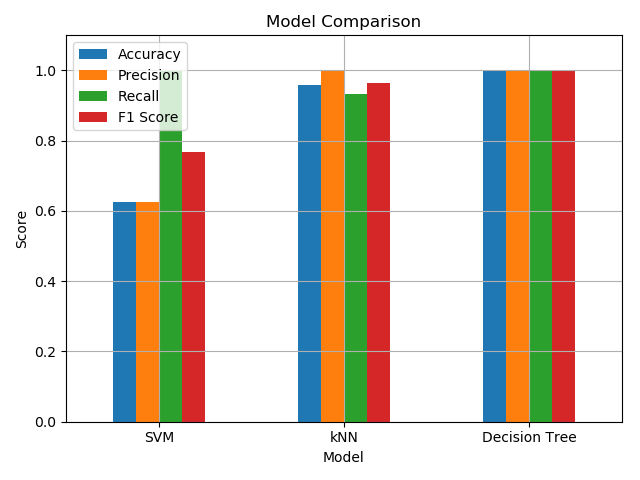 Model Comparison
Accuracy
Precision
Recall
F1 Score
1.0
0.8
0.6
0.4
0.2
0.0
Score
SVM
kNN
Decision Tree
Model